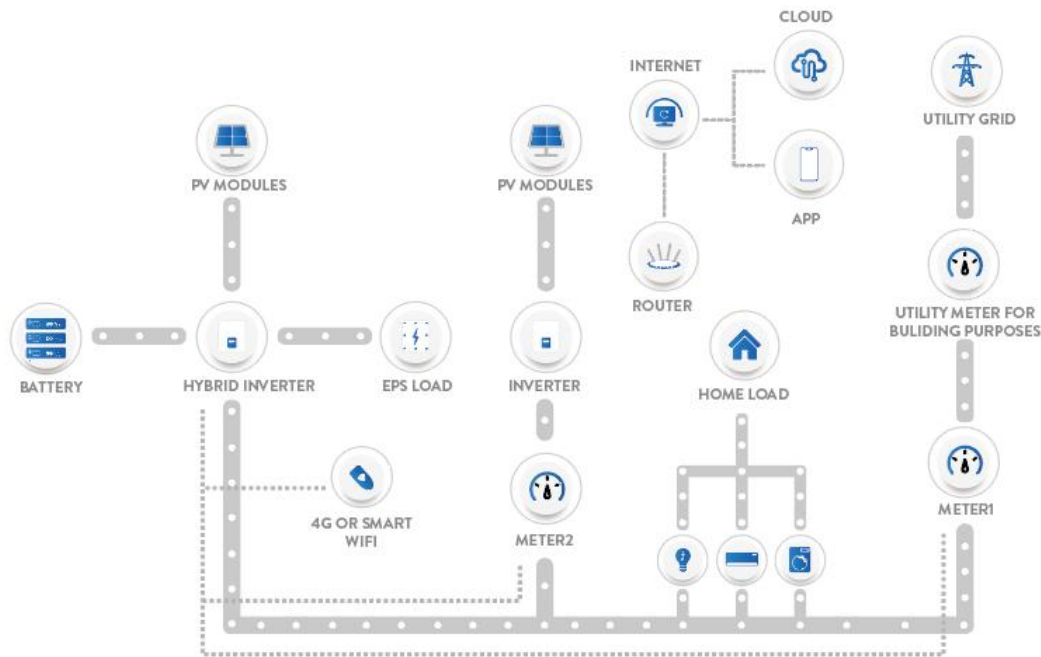 CLOUD
INTERNET
UTILITY GRID
PV MODULES
PV MODULES
APP
ROUTER
UTILITY METER FOR
BULIDING PURPOSES
BATTERY
HYBRID INVERTER
EPS LOAD
INVERTER
HOME LOAD
4G OR SMART
WIFI
METER2
METER1